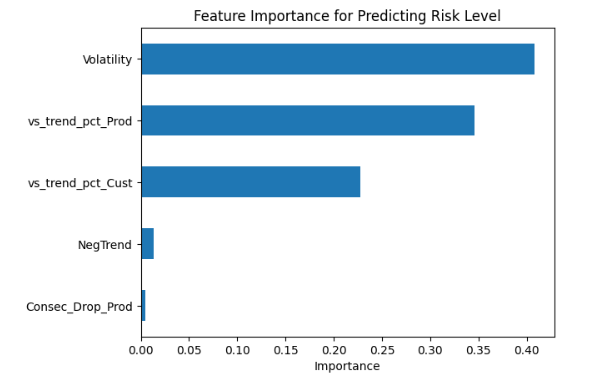 Feature Importance for Predicting Risk Level
Volatility
vs_trend_pct_Prod
vs_trend_pct_Cust
NegTrend
Consec_Drop_Prod
0.00 0.05 0.10 0.15 0.20 0.25 0.30 0.35 0.40
Importance